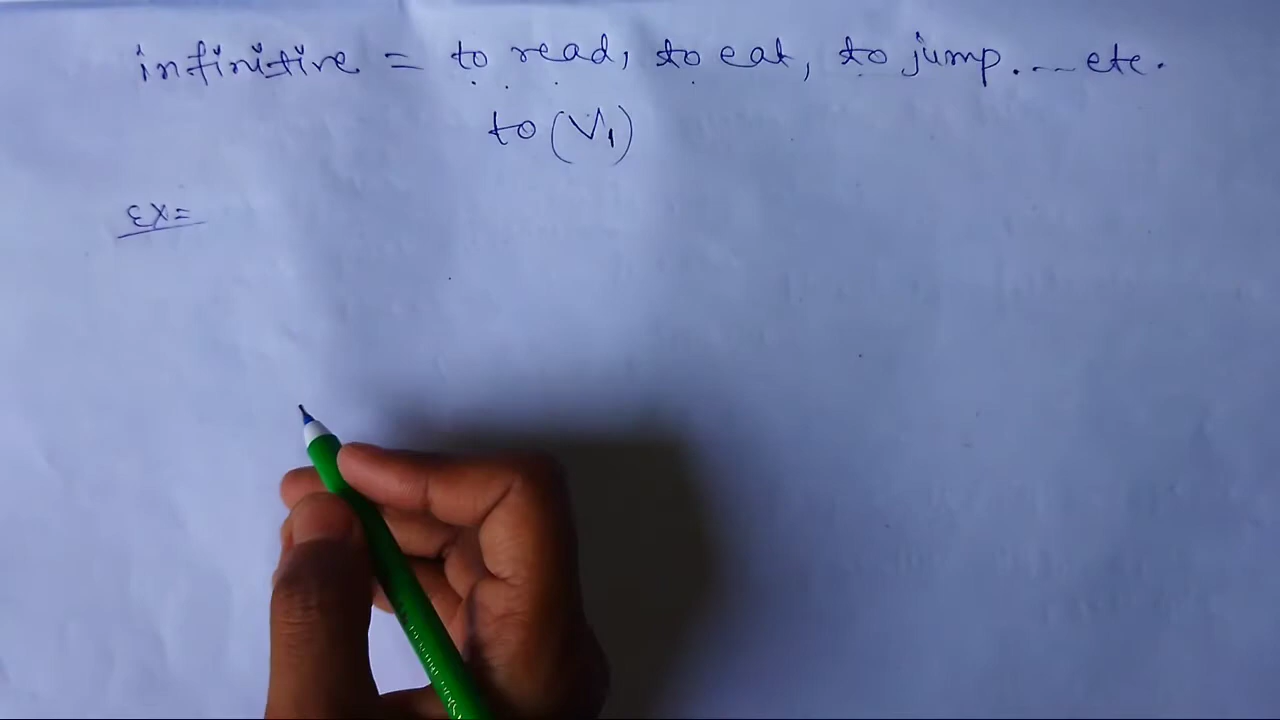 infinitive = to read, to eat, to jump. ... etc.
to (V1)
EX=